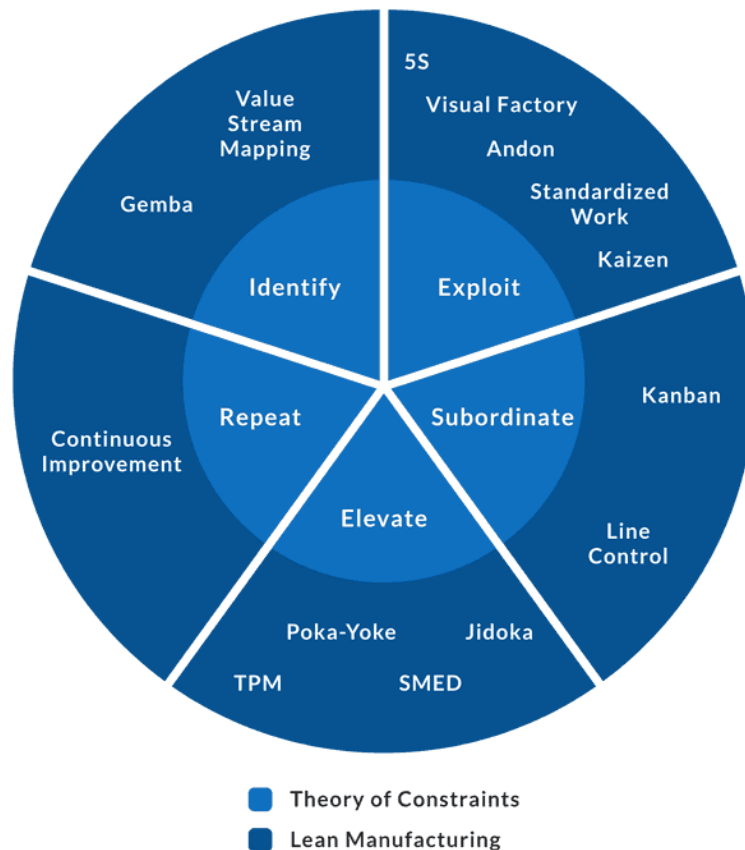 5S
Visual Factory
Andon
Standardized
Work
Kaizen
Value
Stream
Mapping
Gemba
Identify
Exploit
Repeat
Subordinate
Elevate
Kanban
Line
Control
Continuous
Improvement
Poka-Yoke
Jidoka
TPM
SMED
Theory of Constraints
Lean Manufacturing